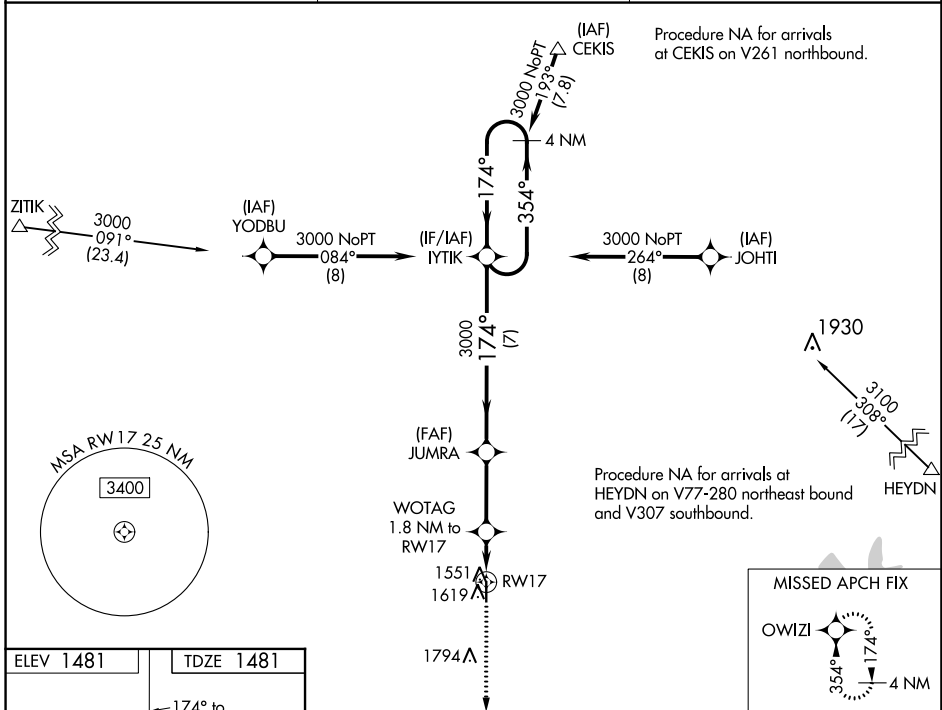 (IAF)
CEKIS
Procedure NA for arrivals
at CEKIS on V261 northbound.
3000 NoPT
193°
(7.8)
4 NM
174°
354°
ZITIK
3000
091°
(23.4)
(IAF)
YODBU
3000 NoPT
084°
(8)
(IF/IAF)
IYTIK
3000 NoPT
264°
(8)
(IAF)
JOHTI
3000
174°
(7)
1930
3100
308°
(17)
HEYDN
(FAF)
JUMRA
MSA RW17 25 NM
3400
Procedure NA for arrivals at
HEYDN on V77-280 northeast bound
and V307 southbound.
WOTAG
1.8 NM to
RW17
1551
RW17
1619
1794
MISSED APCH FIX
OWIZI
354°
174°
4 NM
ELEV 1481
TDZE 1481
174° to